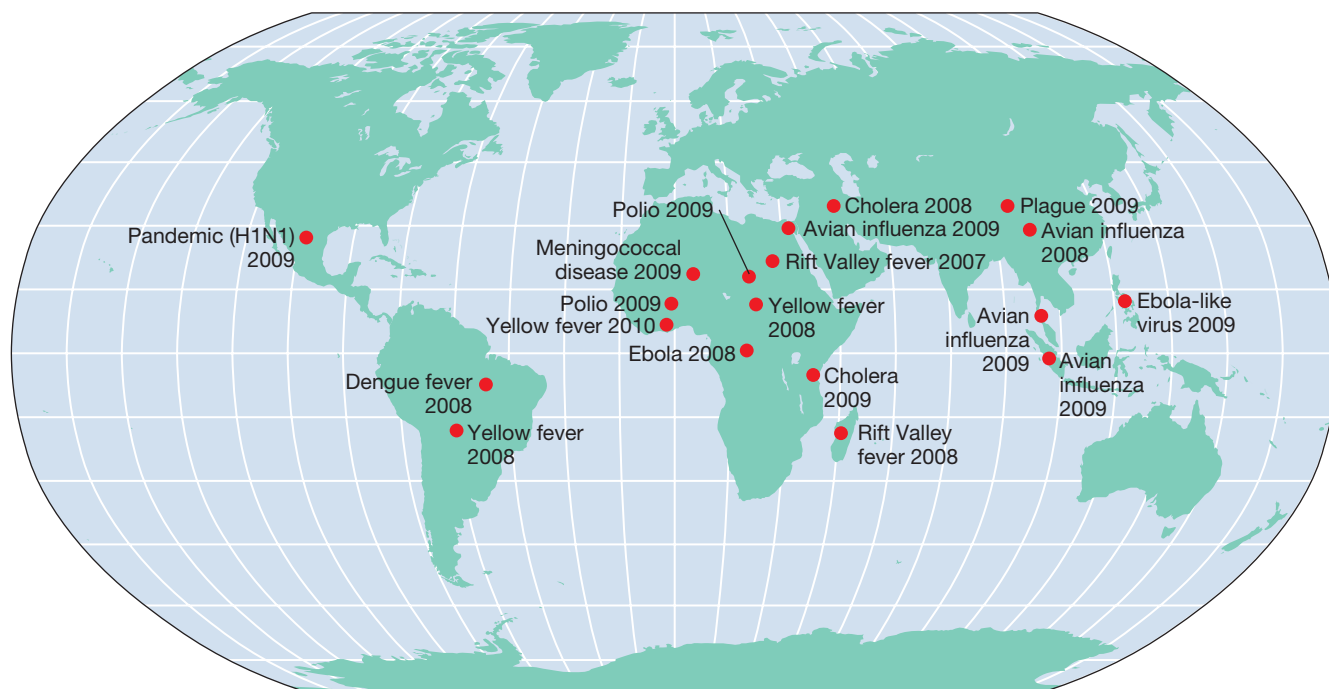 Pandemic (H1N1)
2009
Dengue fever
2008
Yellow fever
2008
Polio 2009
Meningococcal
disease 2009
Polio 2009
Yellow fever 2010
Ebola 2008
Cholera 2008
Avian influenza 2009
Rift Valley fever 2007
Yellow fever
2008
Cholera
2009
Rift Valley
fever 2008
Plague 2009
Avian influenza
2008
Ebola-like
virus 2009
Avian
influenza
2009
Avian
influenza
2009